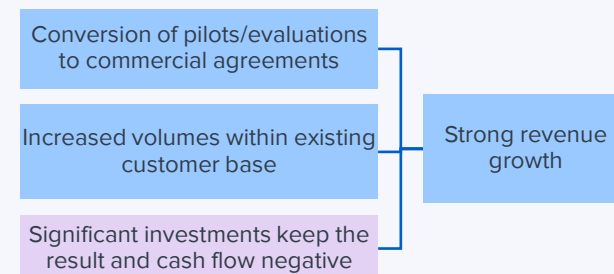 Conversion of pilots/evaluations
to commercial agreements
Increased volumes within existing
customer base
Significant investments keep the
result and cash flow negative
Strong revenue
growth